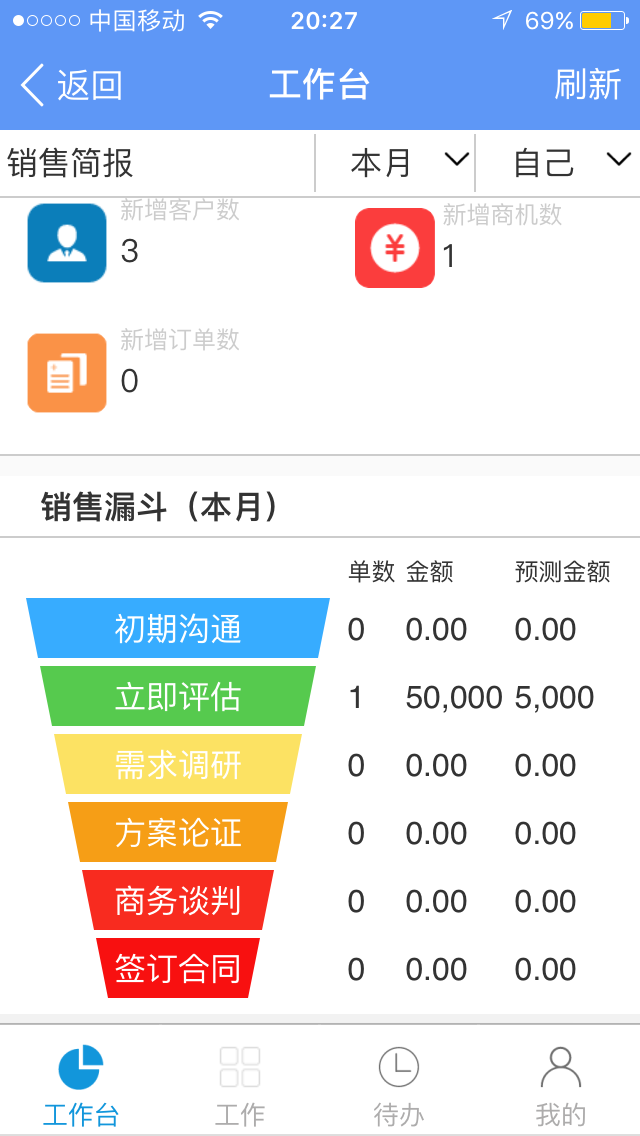 中国移动 20:27 69%
返回 工作台 刷新
销售简报 本月 自己
新增客户数 新增商机数
3 1
新增订单数
0
销售漏斗（本月）
单数 金额 预测金额
初期沟通 0 0.00 0.00
立即评估 1 50,000 5,000
需求调研 0 0.00 0.00
方案论证 0 0.00 0.00
商务谈判 0 0.00 0.00
签订合同 0 0.00 0.00
工作台 工作 待办 我的